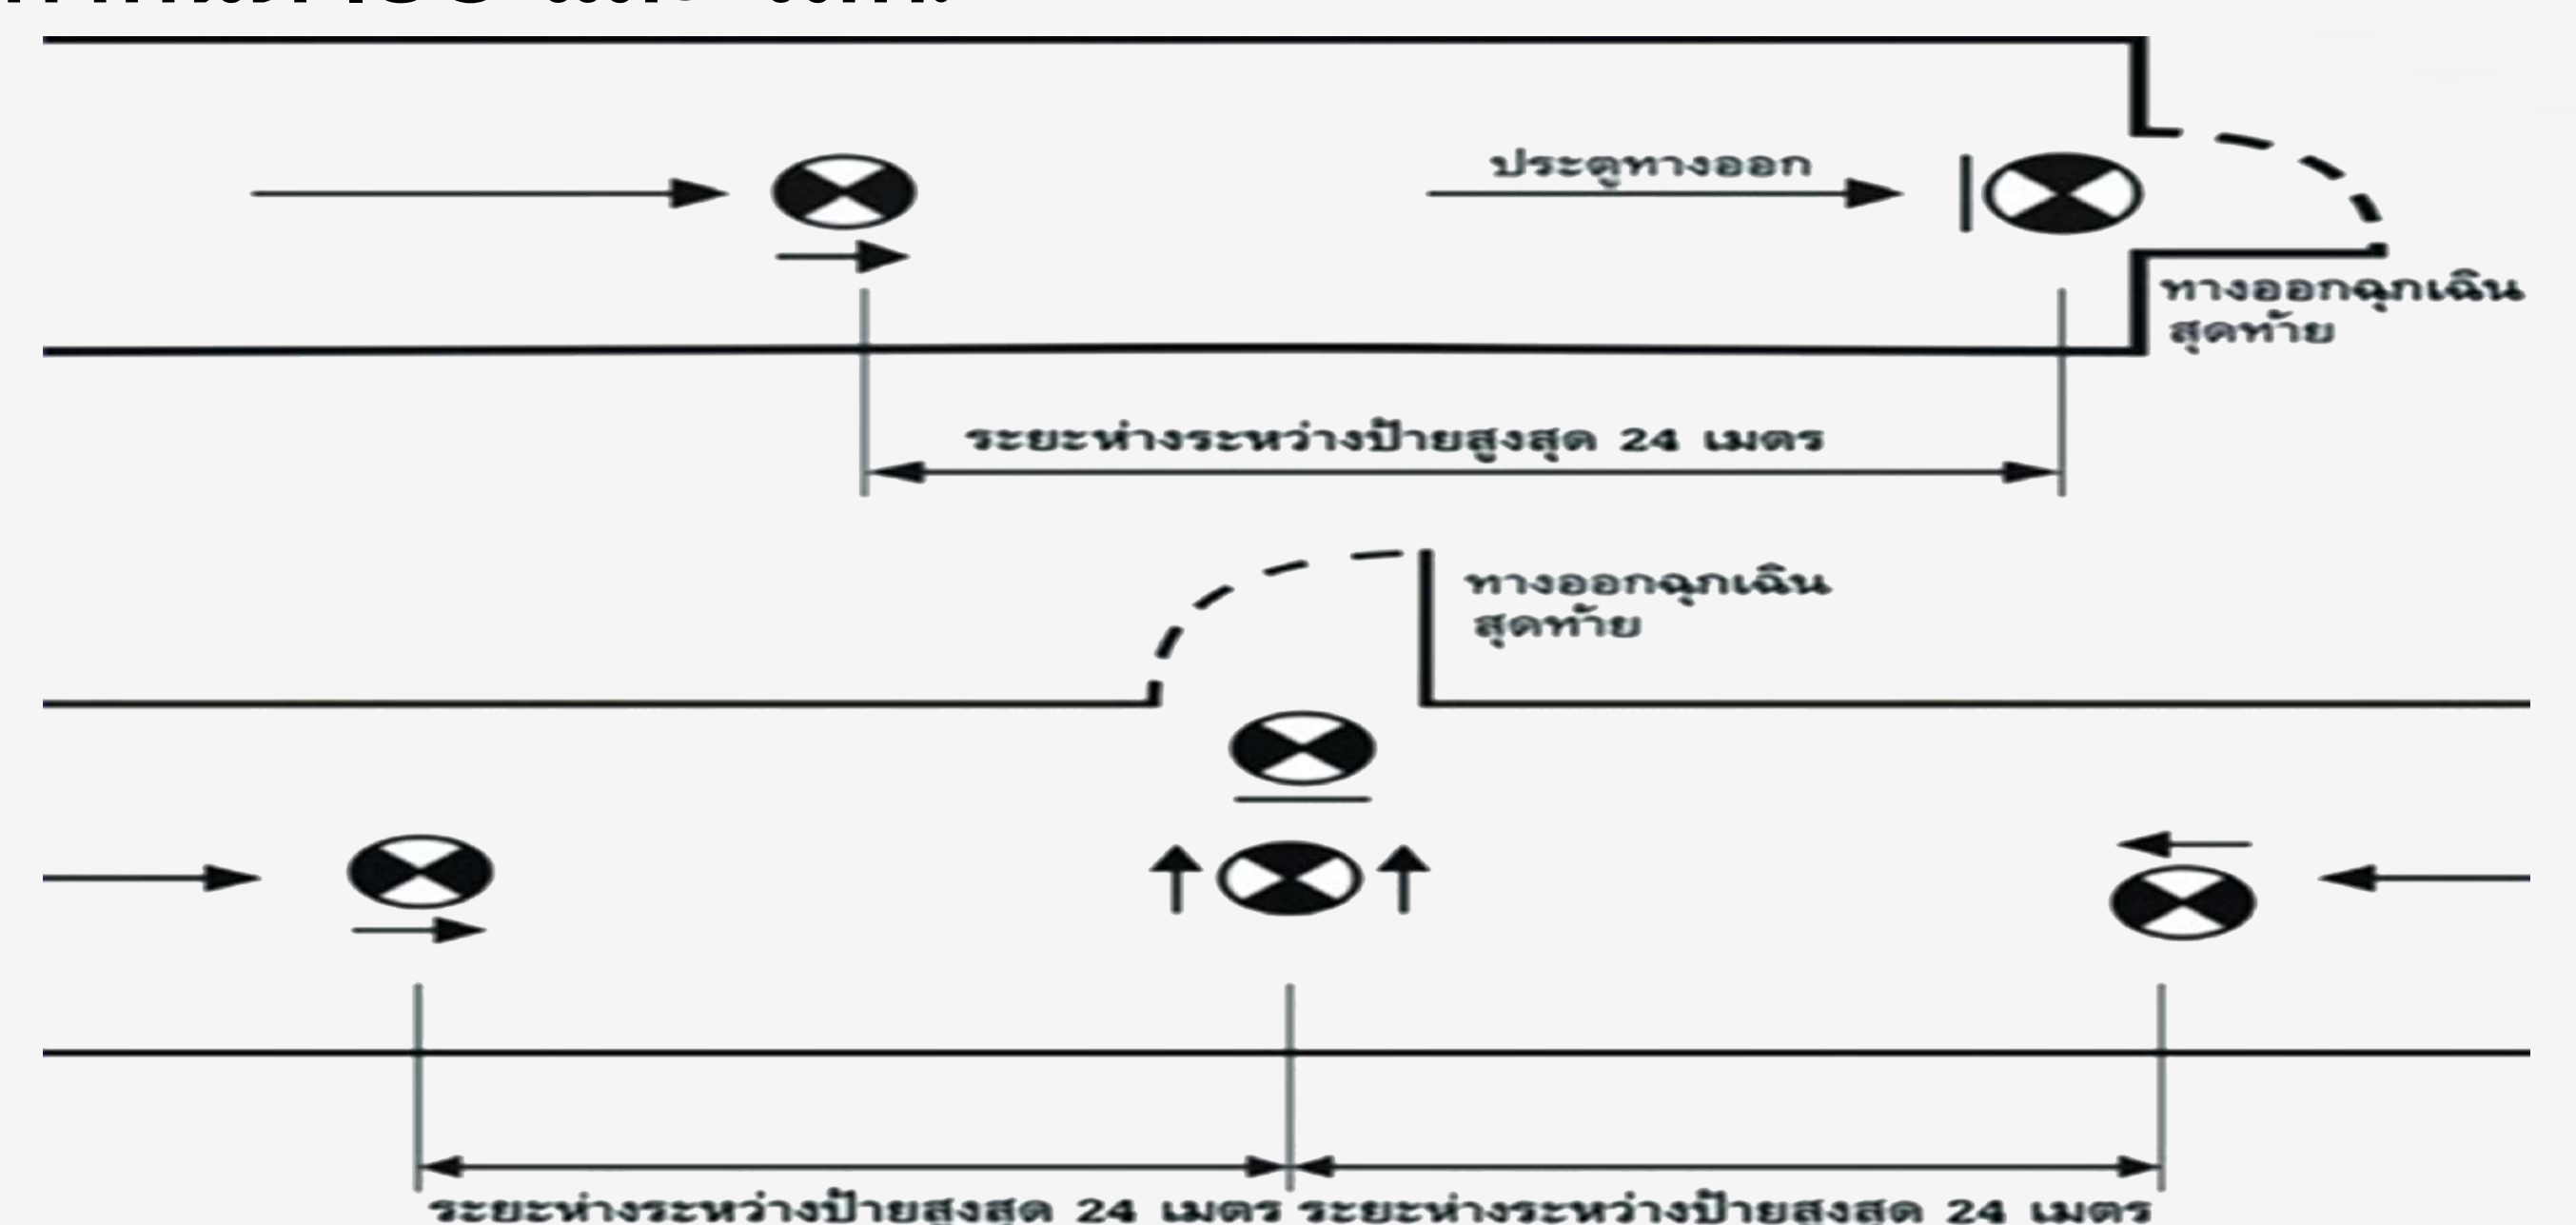 ประตูทางออก
ทางออกฉุกเฉิน
สุดท้าย
ระยะห่างระหว่างป้ายสูงสุด 24 เมตร
ทางออกฉุกเฉิน
สุดท้าย
ระยะห่างระหว่างป้ายสูงสุด 24 เมตร ระยะห่างระหว่างป้ายสูงสุด 24 เมตร